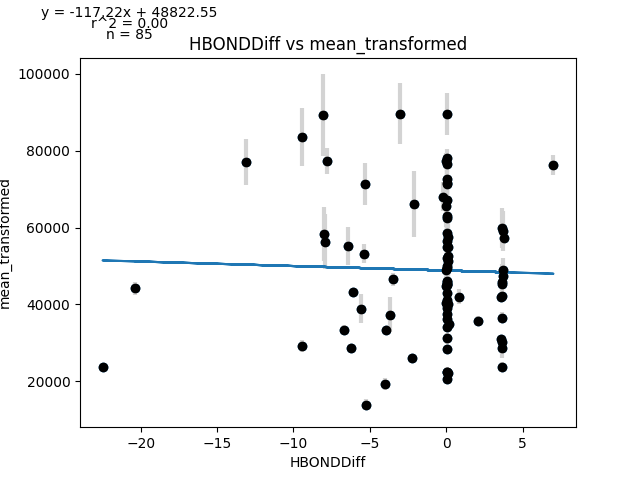 y = -117.22x + 48822.55
r^2 = 0.00
n = 85
HBONDDiff vs mean_transformed
100000
80000
60000
40000
20000
mean_transformed
−20
−15
−10
−5
0
5
HBONDDiff